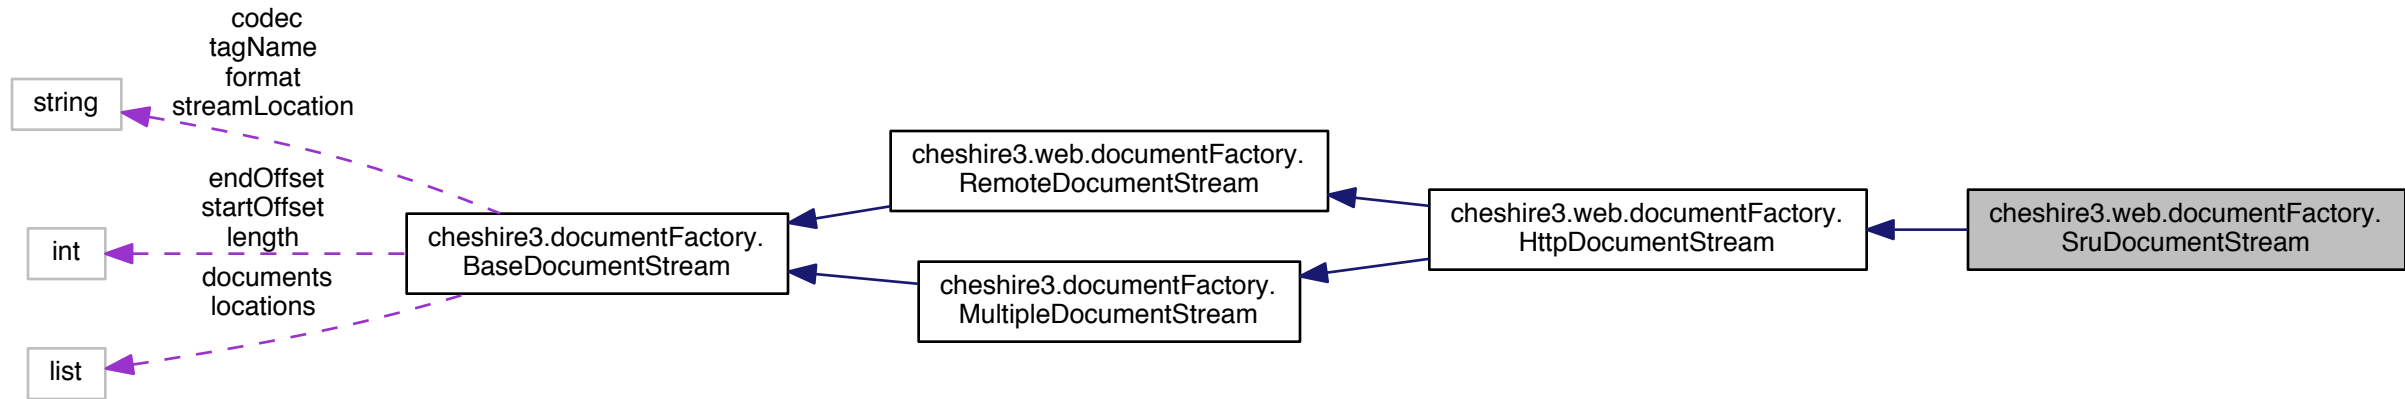 codec
tagName
format
streamLocation
string
endOffset
startOffset
length
int
documents
locations
list
cheshire3.documentFactory.
BaseDocumentStream
cheshire3.web.documentFactory.
RemoteDocumentStream
cheshire3.documentFactory.
MultipleDocumentStream
cheshire3.web.documentFactory.
HttpDocumentStream
cheshire3.web.documentFactory.
SruDocumentStream